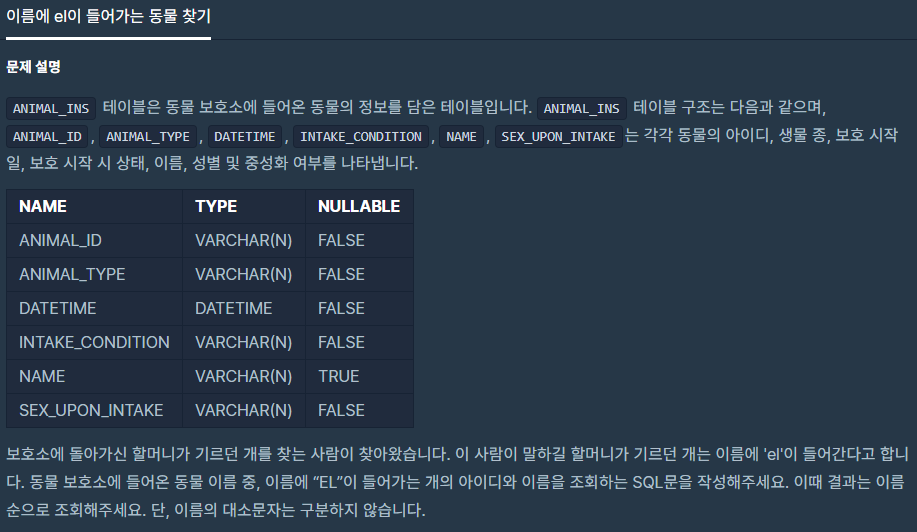 이름에 el이 들어가는 동물 찾기
문제 설명
ANIMAL_INS 테이블은 동물 보호소에 들어온 동물의 정보를 담은 테이블입니다. ANIMAL_INS 테이블 구조는 다음과 같으며,
ANIMAL_ID , ANIMAL_TYPE , DATETIME , INTAKE_CONDITION , NAME , SEX_UPON_INTAKE 는 각각 동물의 아이디, 생물 종, 보호 시작
일, 보호 시작 시 상태, 이름, 성별 및 중성화 여부를 나타냅니다.
NAME TYPE NULLABLE
ANIMAL_ID VARCHAR(N) FALSE
ANIMAL_TYPE VARCHAR(N) FALSE
DATETIME DATETIME FALSE
INTAKE_CONDITION VARCHAR(N) FALSE
NAME VARCHAR(N) TRUE
SEX_UPON_INTAKE VARCHAR(N) FALSE
보호소에 돌아가신 할머니가 기르던 개를 찾는 사람이 찾아왔습니다. 이 사람이 말하길 할머니가 기르던 개는 이름에 'el'이 들어간다고 합니
다. 동물 보호소에 들어온 동물 이름 중, 이름에 “EL”이 들어가는 개의 아이디와 이름을 조회하는 SQL문을 작성해주세요. 이때 결과는 이름
순으로 조회해주세요. 단, 이름의 대소문자는 구분하지 않습니다.